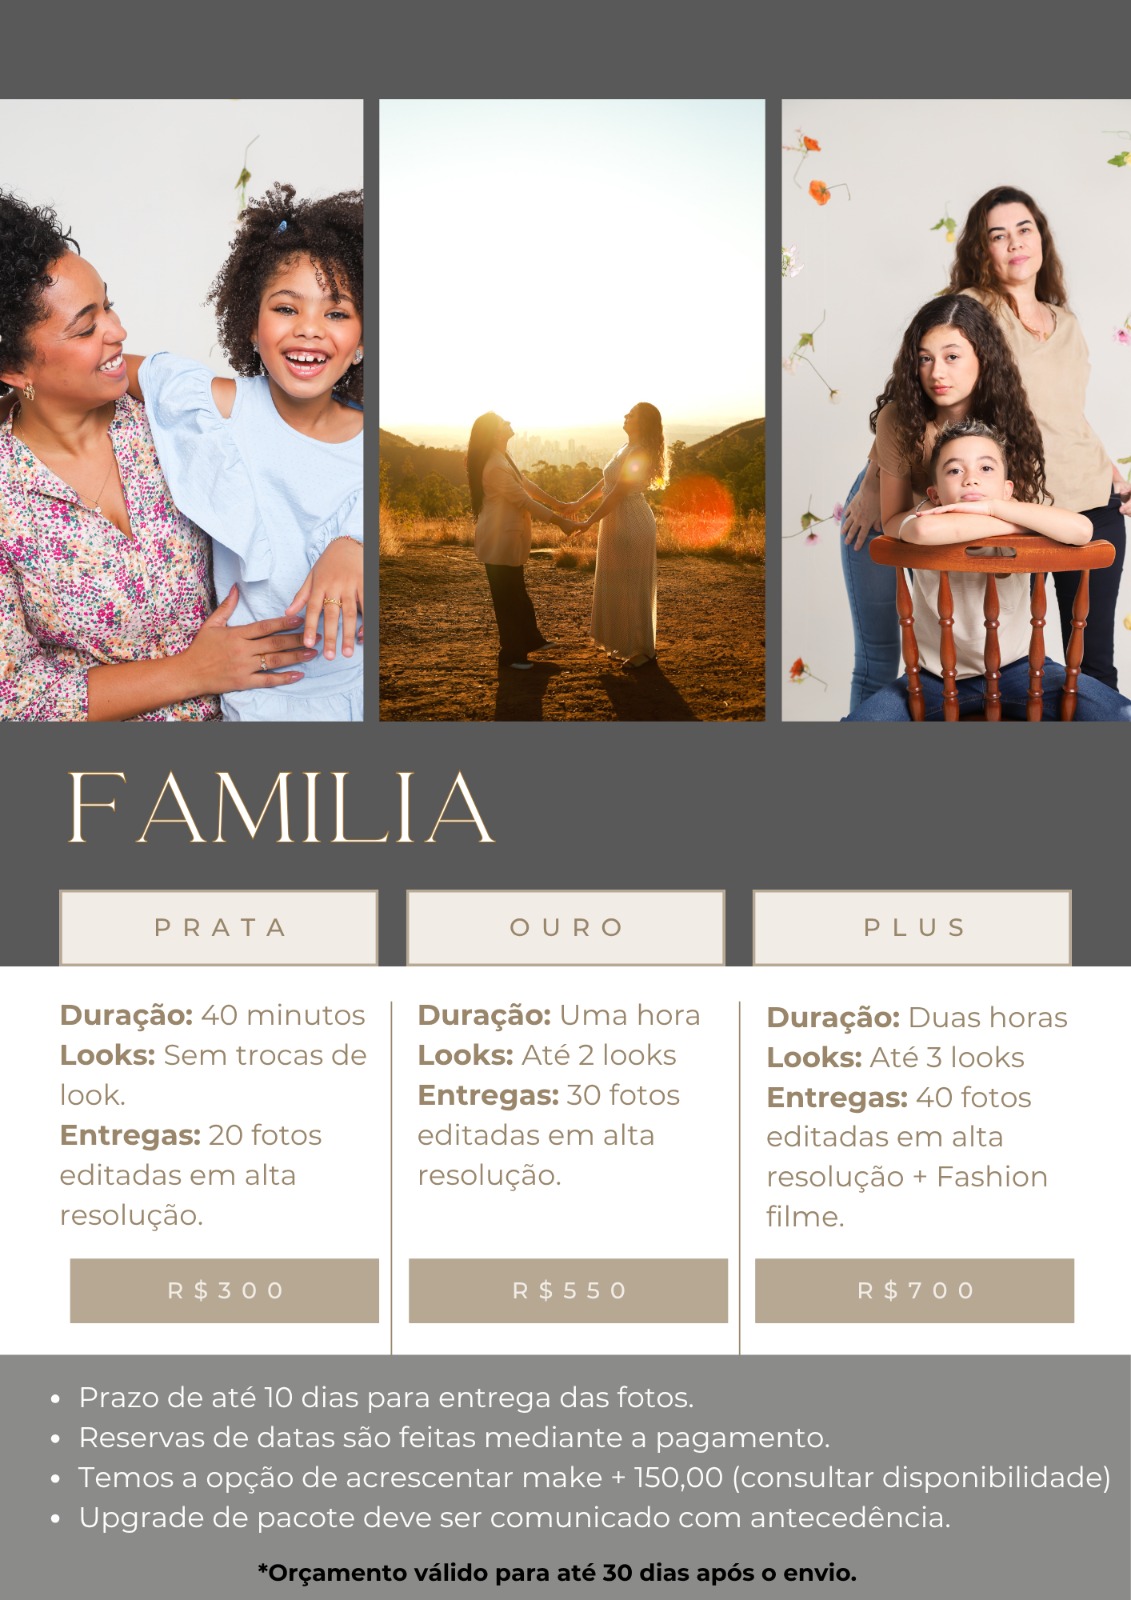 FAMILIA
PRATA
OURO
PLUS
Duração: 40 minutos
Looks: Sem trocas de
look.
Entregas: 20 fotos
editadas em alta
resolução.
R$300
Duração: Uma hora
Looks: Até 2 looks
Entregas: 30 fotos
editadas em alta
resolução.
R$550
Duração: Duas horas
Looks: Até 3 looks
Entregas: 40 fotos
editadas em alta
resolução + Fashion
filme.
R$700
• Prazo de até 10 dias para entrega das fotos.
• Reservas de datas são feitas mediante a pagamento.
• Temos a opção de acrescentar make + 150,00 (consultar disponibilidade)
• Upgrade de pacote deve ser comunicado com antecedência.
*Orçamento válido para até 30 dias após o envio.